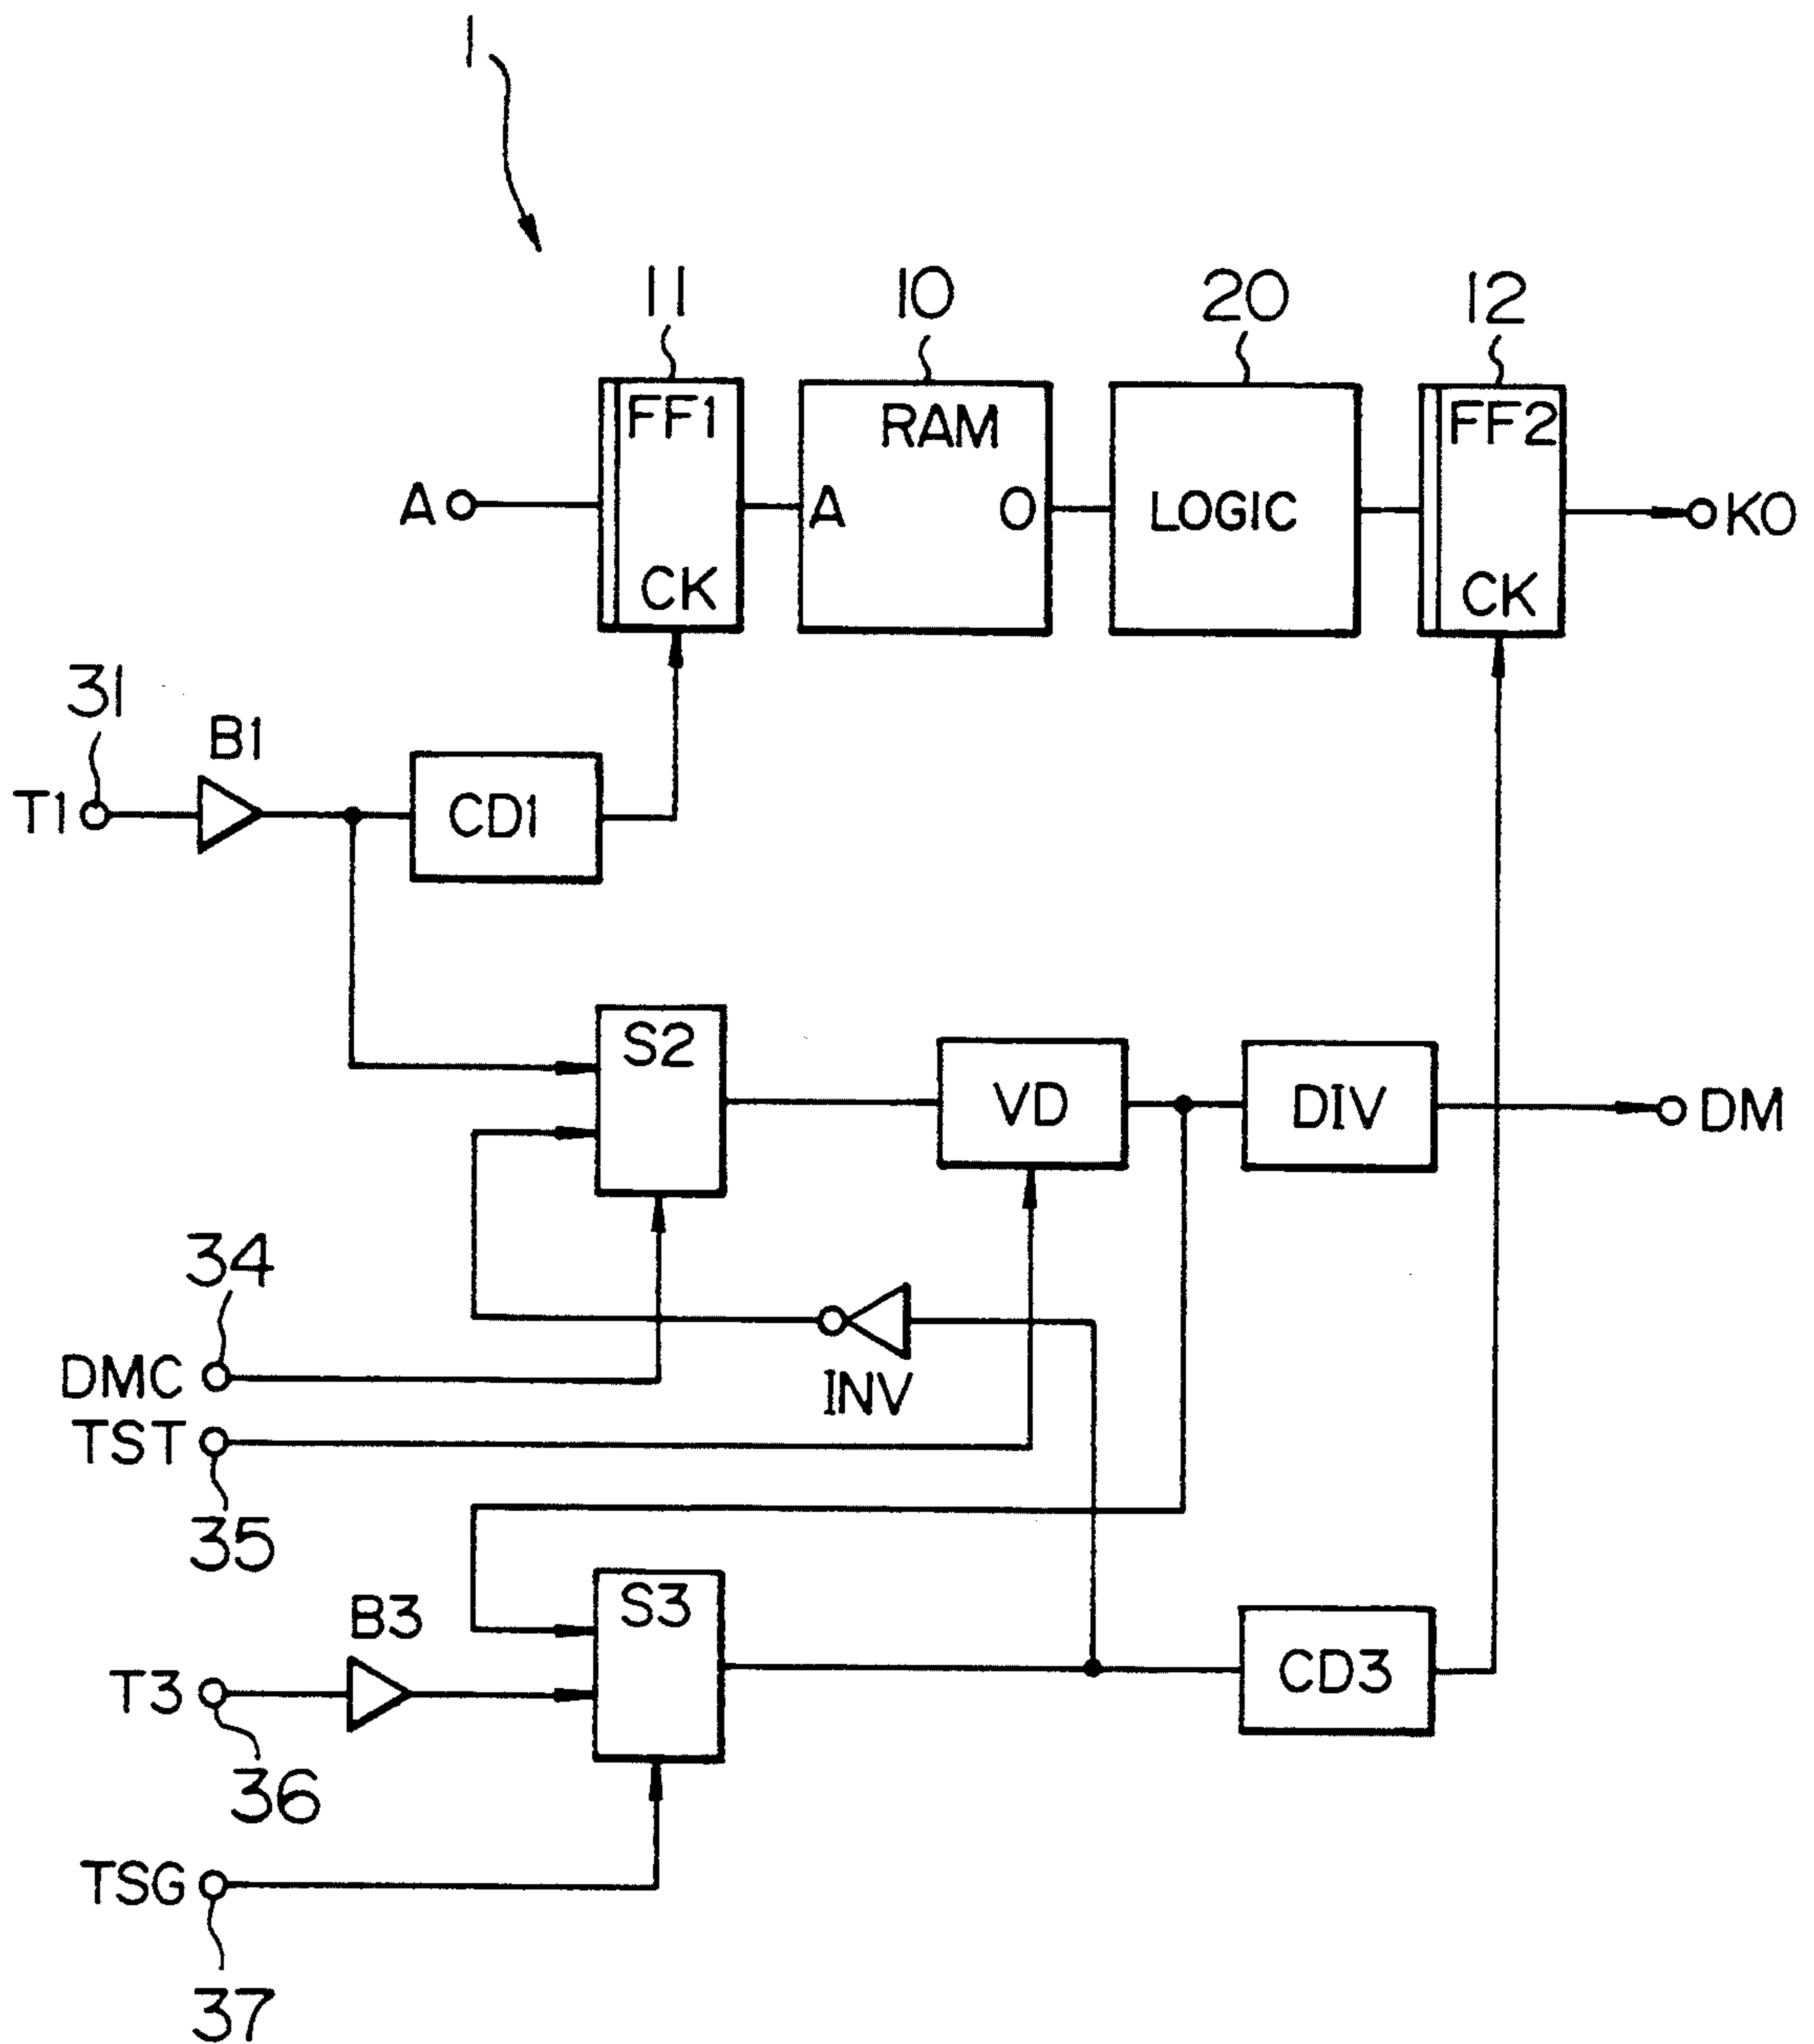 1
11 10 20 12
FF1 RAM FF2
A A O LOGIC KO
CK CK
31
B1
T1 CD1
S2
VD DIV DM
34
DMC INV
TST
35
S3
B3
T3 CD3
36
TSG
37